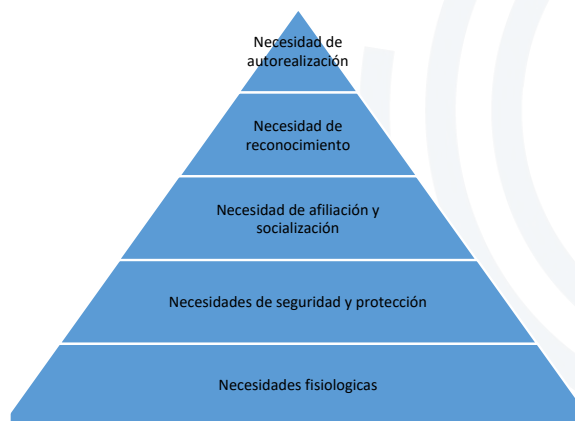 Necesidad de
autorealización
Necesidad de
reconocimiento
Necesidad de afiliación y
socialización
Necesidades de seguridad y protección
Necesidades fisiologicas